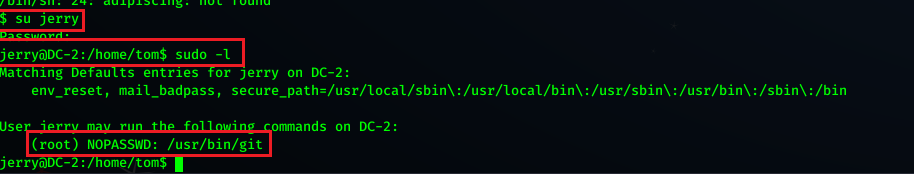 /bin/sh: 24: adipiscing: not found
$ su jerry
Password:
jerry@DC-2:/home/tom$ sudo -l
Matching Defaults entries for jerry on DC-2:
    env_reset, mail_badpass, secure_path=/usr/local/sbin\:/usr/local/bin\:/usr/sbin\:/usr/bin\:/sbin\:/bin

User jerry may run the following commands on DC-2:
    (root) NOPASSWD: /usr/bin/git
jerry@DC-2:/home/tom$